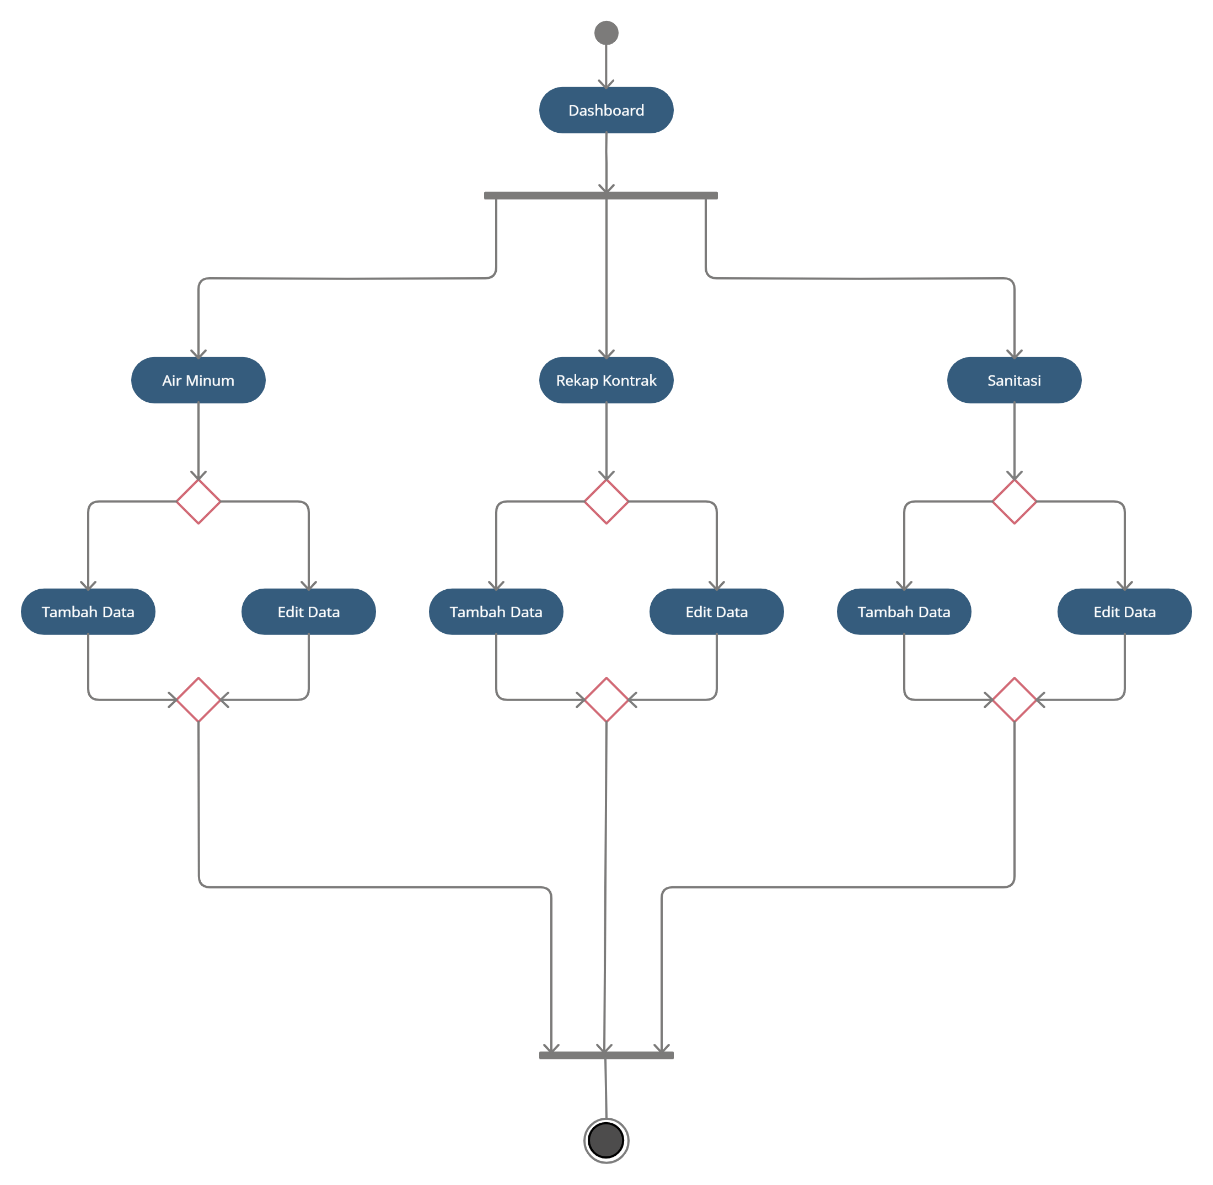 Dashboard
Air Minum
Rekap Kontrak
Sanitasi
Tambah Data
Edit Data
Tambah Data
Edit Data
Tambah Data
Edit Data